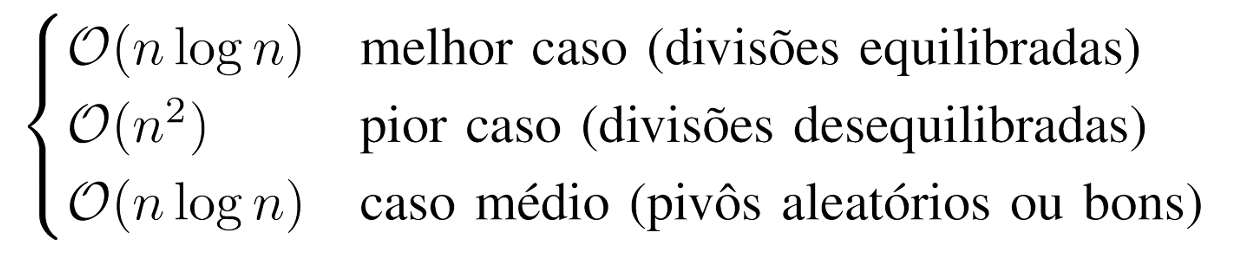 O(n log n) melhor caso (divisões equilibradas)
O(n²) pior caso (divisões desequilibradas)
O(n log n) caso médio (pivôs aleatórios ou bons)